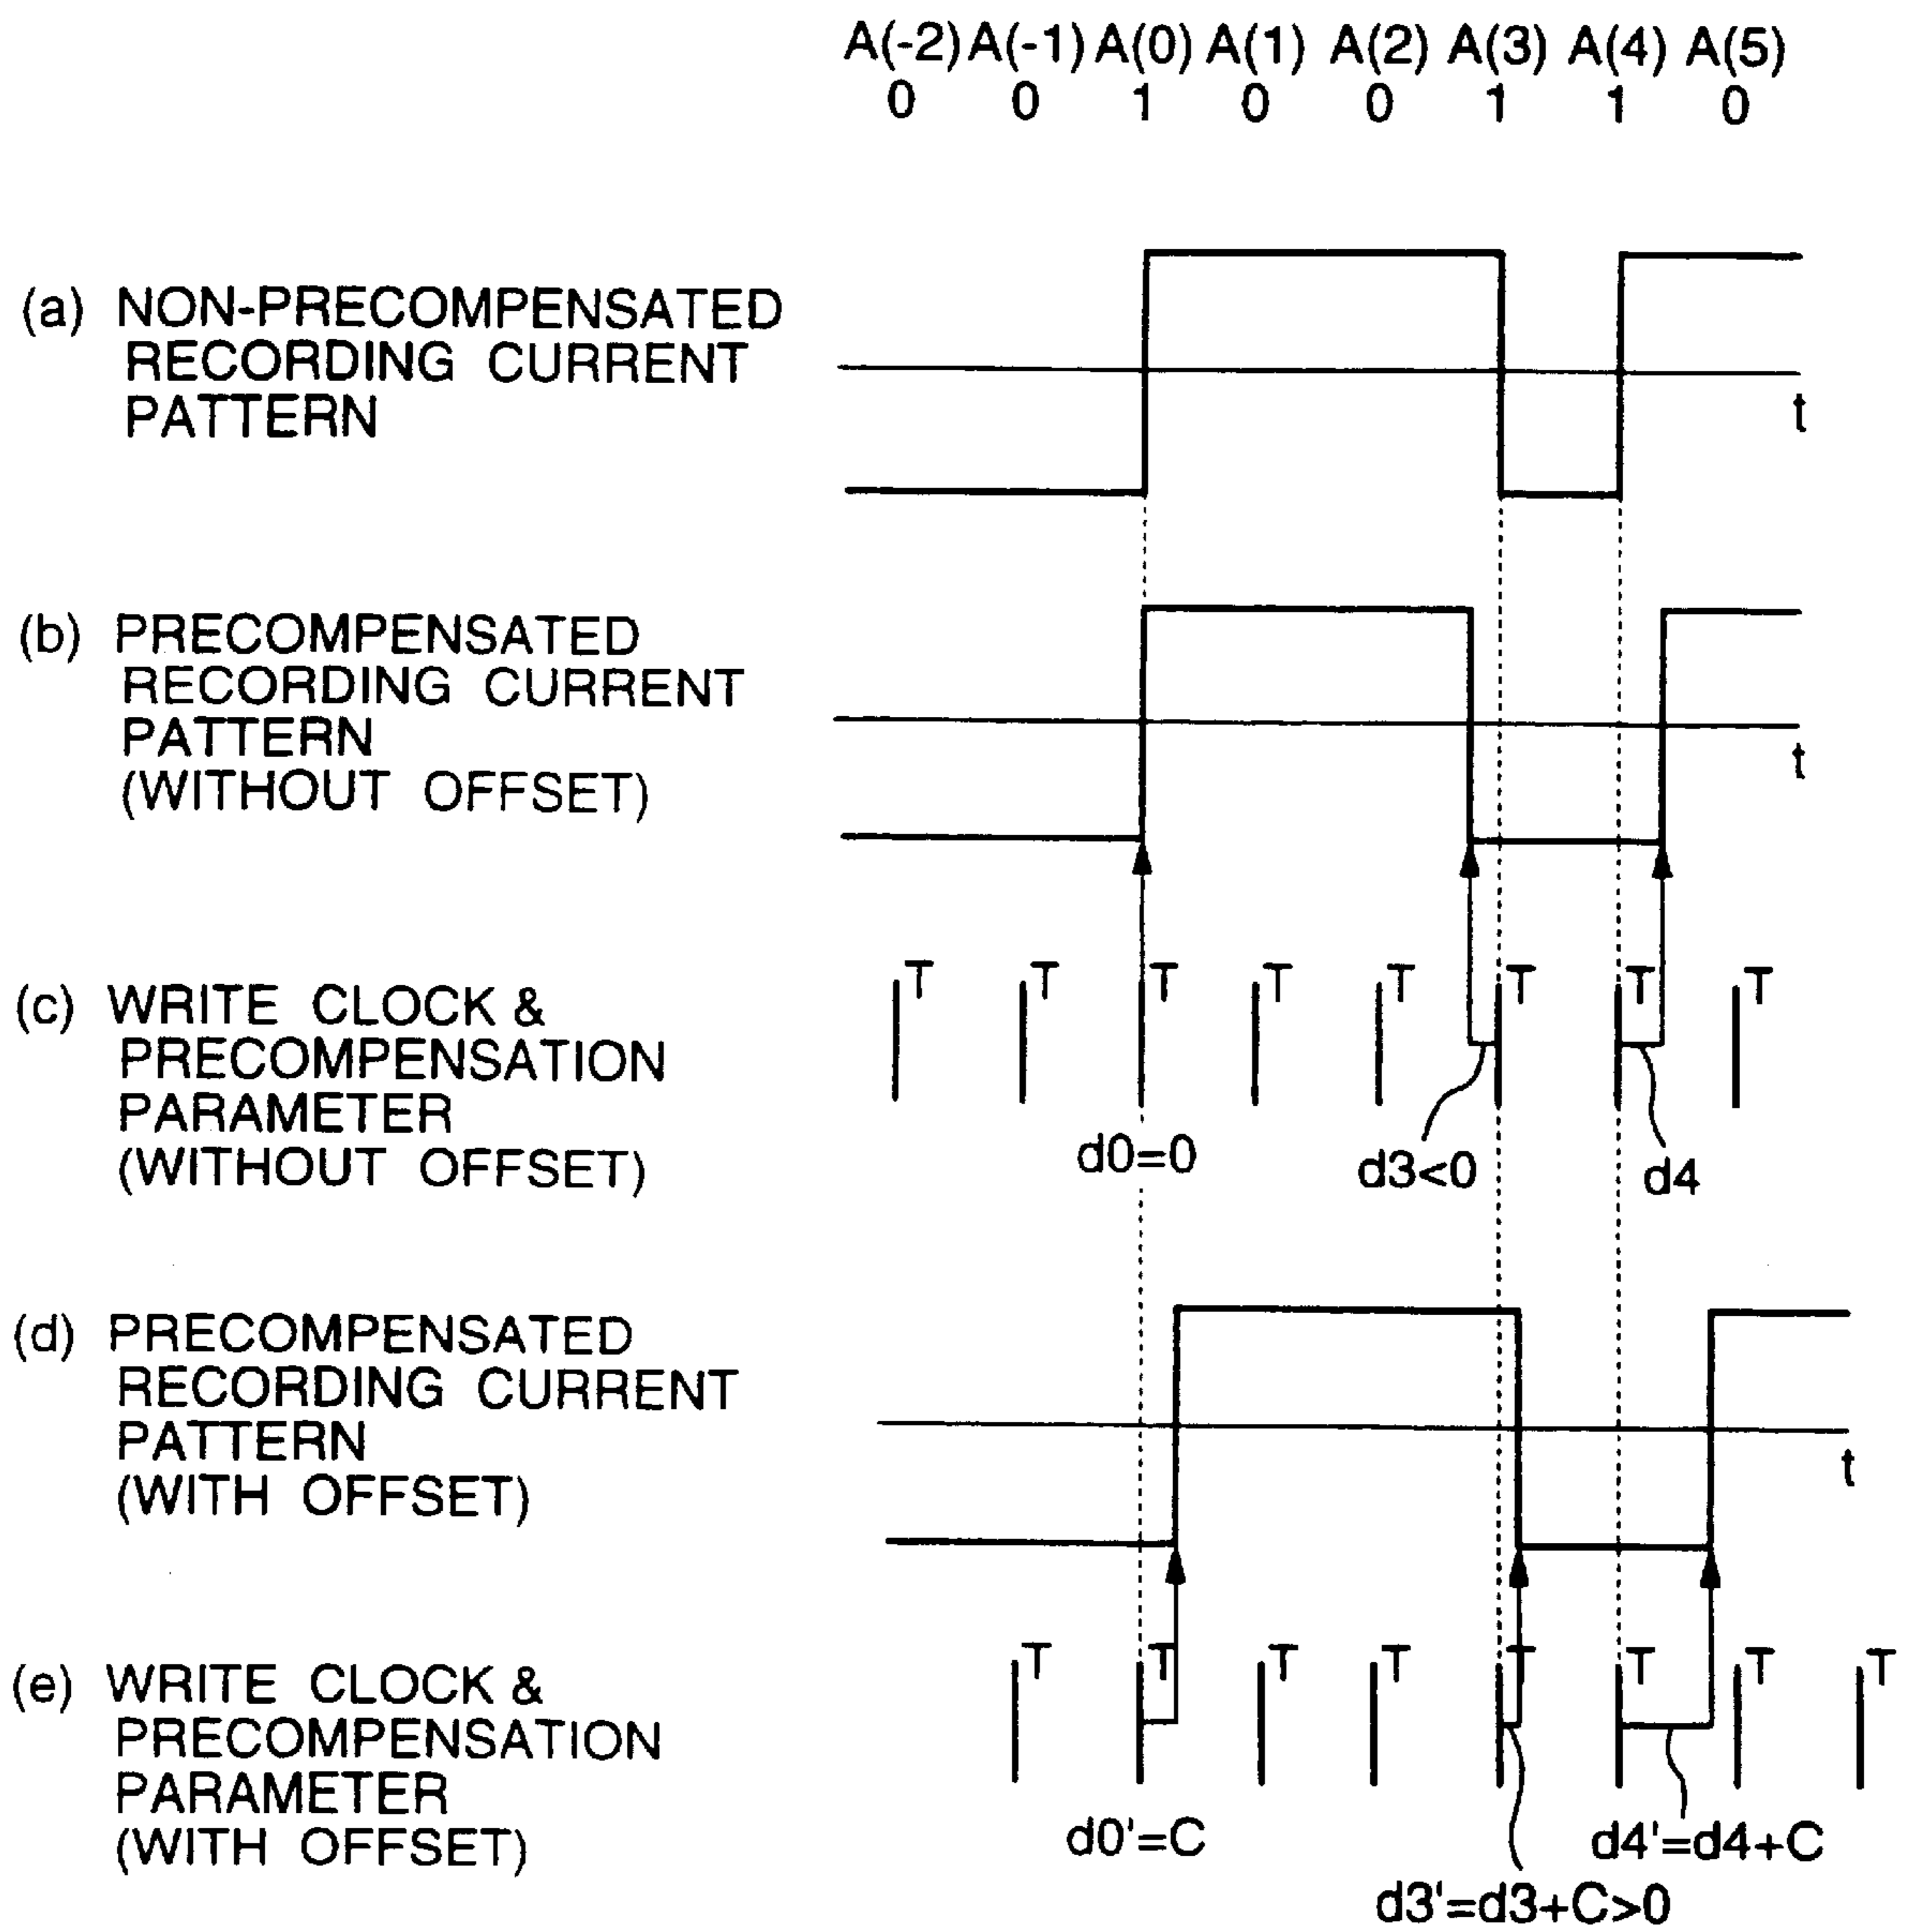 A(-2) A(-1) A(0) A(1) A(2) A(3) A(4) A(5)
0 0 1 0 0 1 1 0
(a) NON-PRECOMPENSATED
RECORDING CURRENT
PATTERN
t
(b) PRECOMPENSATED
RECORDING CURRENT
PATTERN
(WITHOUT OFFSET)
t
(c) WRITE CLOCK &
PRECOMPENSATION
PARAMETER
(WITHOUT OFFSET)
T T T T T T T T
d0=0 d3<0 d4
(d) PRECOMPENSATED
RECORDING CURRENT
PATTERN
(WITH OFFSET)
t
(e) WRITE CLOCK &
PRECOMPENSATION
PARAMETER
(WITH OFFSET)
T T T T T T T T
d0'=C d4'=d4+C
d3'=d3+C>0